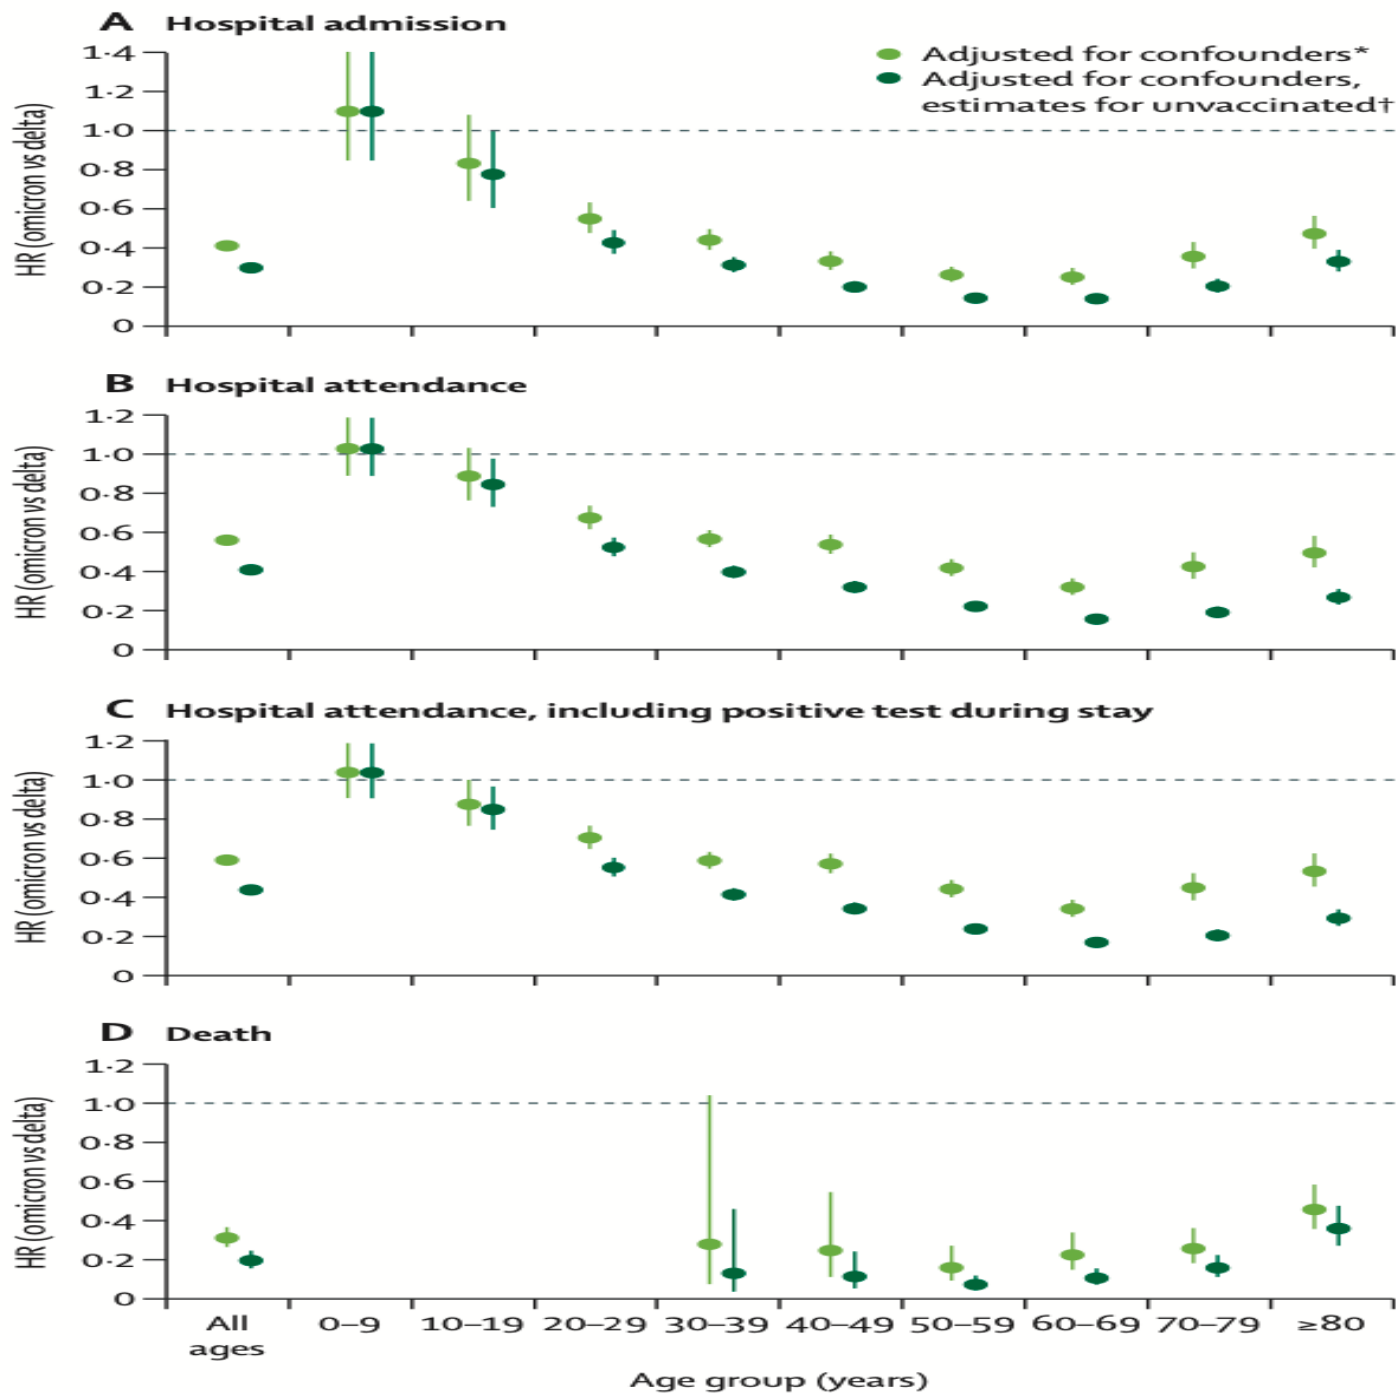 A Hospital admission
Adjusted for confounders*
Adjusted for confounders,
estimates for unvaccinated†
HR (omicron vs delta)
1·4
1·2
1·0
0·8
0·6
0·4
0·2
0
B Hospital attendance
HR (omicron vs delta)
1·2
1·0
0·8
0·6
0·4
0·2
0
C Hospital attendance, including positive test during stay
HR (omicron vs delta)
1·2
1·0
0·8
0·6
0·4
0·2
0
D Death
HR (omicron vs delta)
1·2
1·0
0·8
0·6
0·4
0·2
0
All ages 0–9 10–19 20–29 30–39 40–49 50–59 60–69 70–79 ≥80
Age group (years)